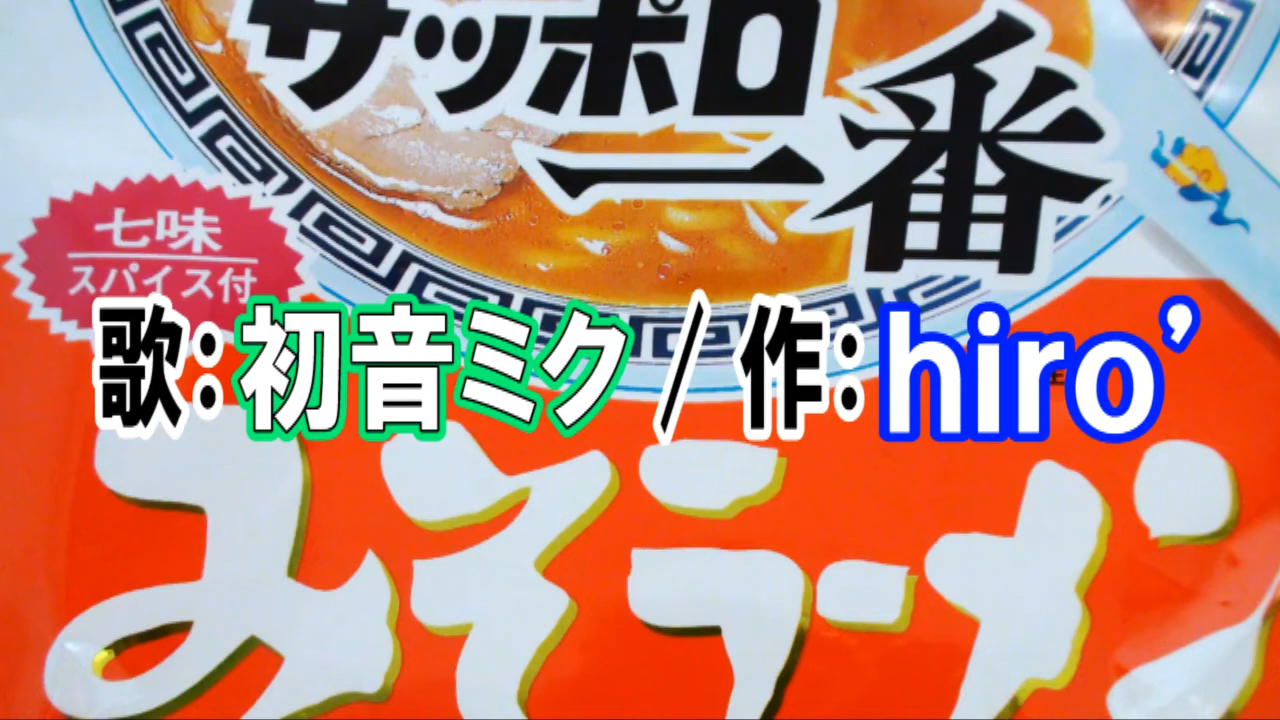 サッポロ
一番
七味
スパイス付
歌：初音ミク / 作：hiro’
みそラーメン